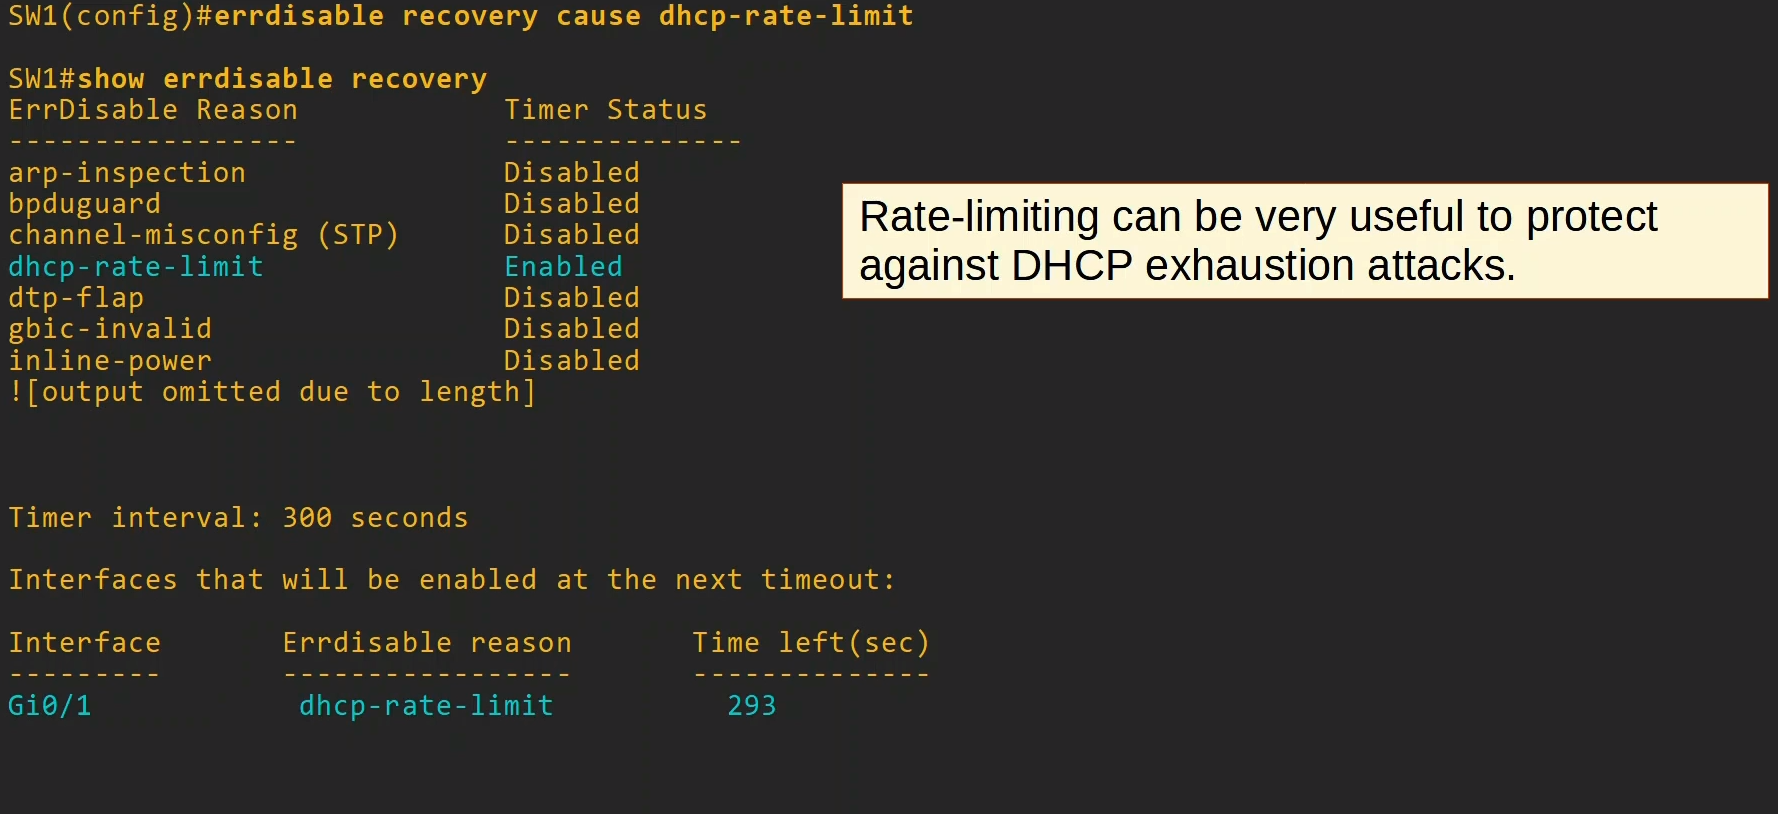 SW1(config)#errdisable recovery cause dhcp-rate-limit
SW1#show errdisable recovery
ErrDisable Reason Timer Status
----------------- --------------
arp-inspection Disabled
bpduguard Disabled
channel-misconfig (STP) Disabled
dhcp-rate-limit Enabled
dtp-flap Disabled
gbic-invalid Disabled
inline-power Disabled
![output omitted due to length]
Rate-limiting can be very useful to protect
against DHCP exhaustion attacks.
Timer interval: 300 seconds
Interfaces that will be enabled at the next timeout:
Interface Errdisable reason Time left(sec)
--------- ----------------- --------------
Gi0/1 dhcp-rate-limit 293